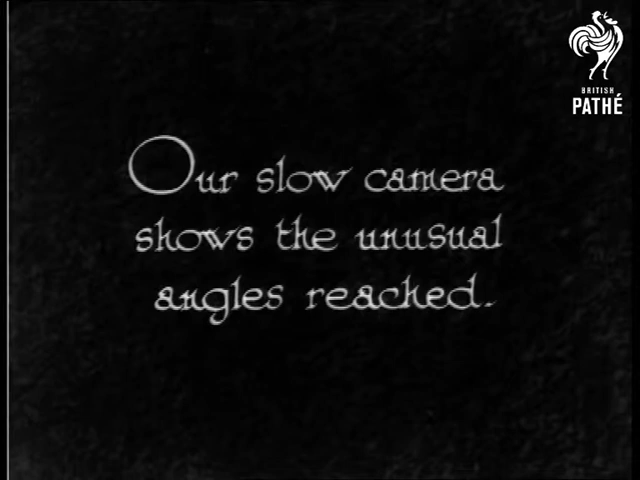 BRITISH
PATHÉ
Our slow camera
shows the unusual
angles reached.